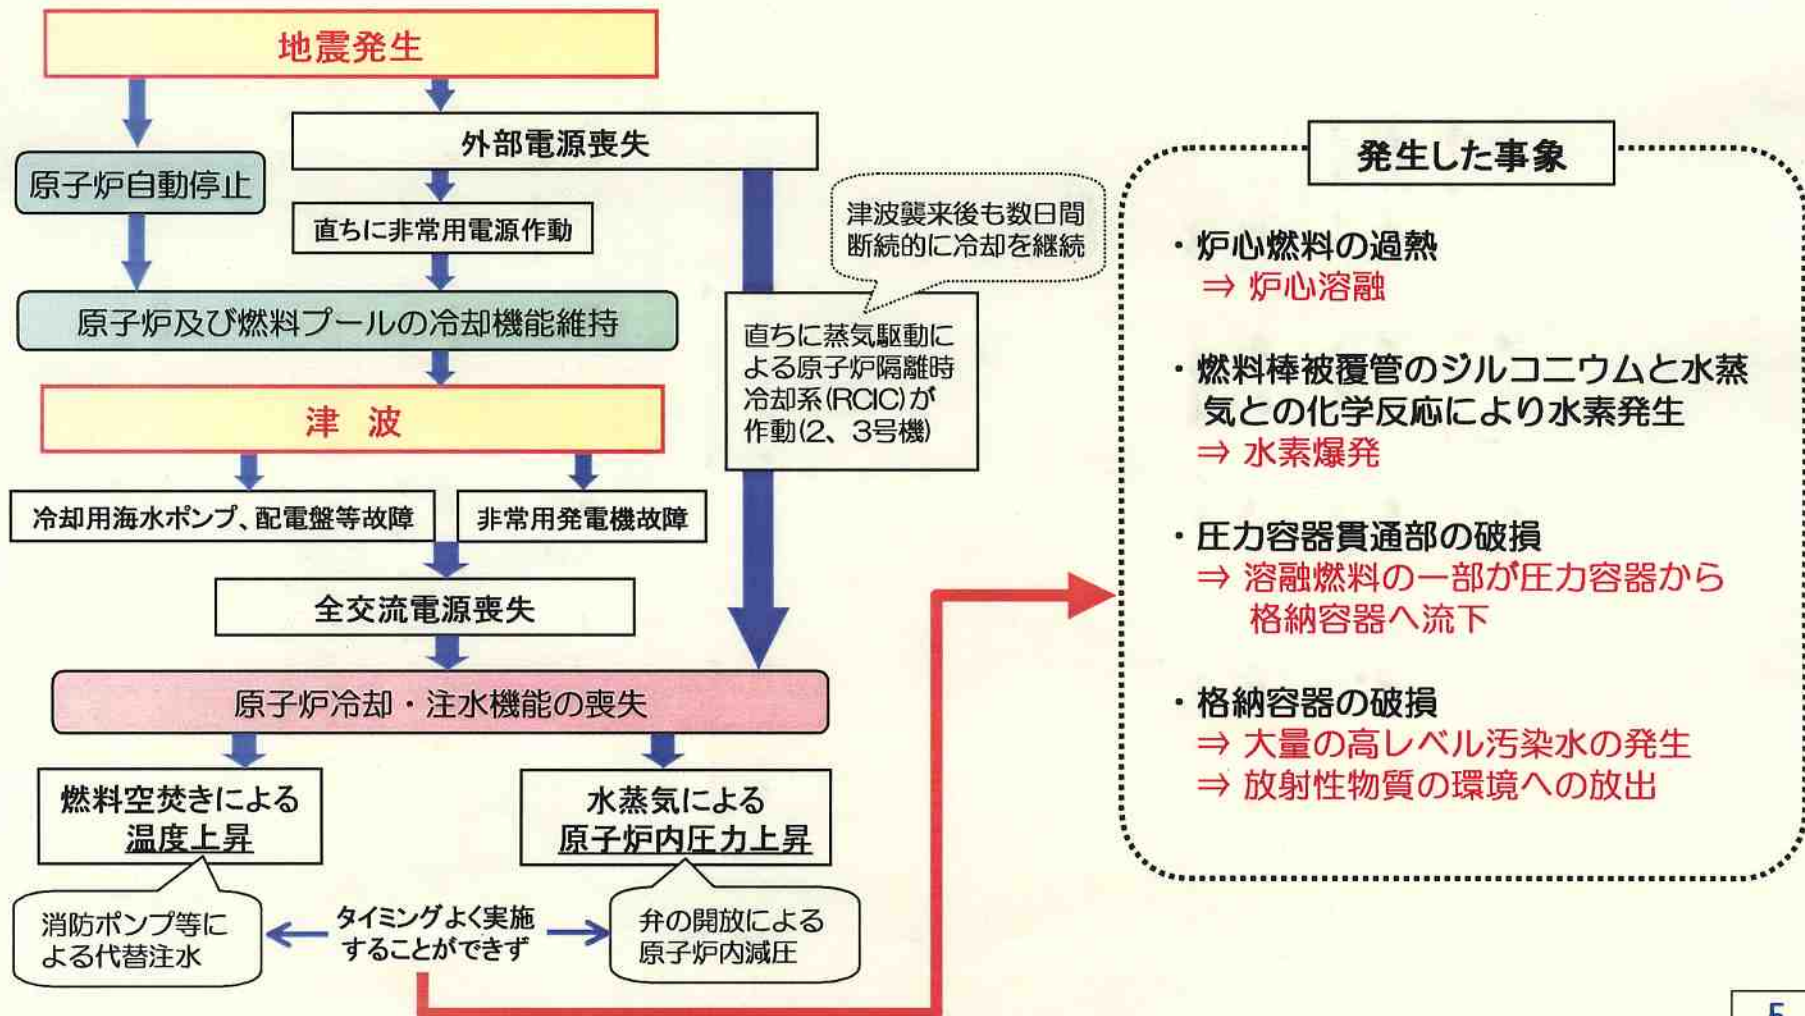 地震発生
外部電源喪失
原子炉自動停止
直ちに非常用電源作動
原子炉及び燃料プールの冷却機能維持
津 波
冷却用海水ポンプ、配電盤等故障
非常用発電機故障
全交流電源喪失
津波襲来後も数日間
断続的に冷却を継続
直ちに蒸気駆動に
よる原子炉隔離時
冷却系(RCIC)が
作動(2、3号機)
原子炉冷却・注水機能の喪失
燃料空焚きによる
温度上昇
水蒸気による
原子炉内圧力上昇
消防ポンプ等に
よる代替注水
タイミングよく実施
することができず
弁の開放による
原子炉内減圧
発生した事象
・炉心燃料の過熱
⇒ 炉心溶融
・燃料棒被覆管のジルコニウムと水蒸
気との化学反応により水素発生
⇒ 水素爆発
・圧力容器貫通部の破損
⇒ 溶融燃料の一部が圧力容器から
格納容器へ流下
・格納容器の破損
⇒ 大量の高レベル汚染水の発生
⇒ 放射性物質の環境への放出
5